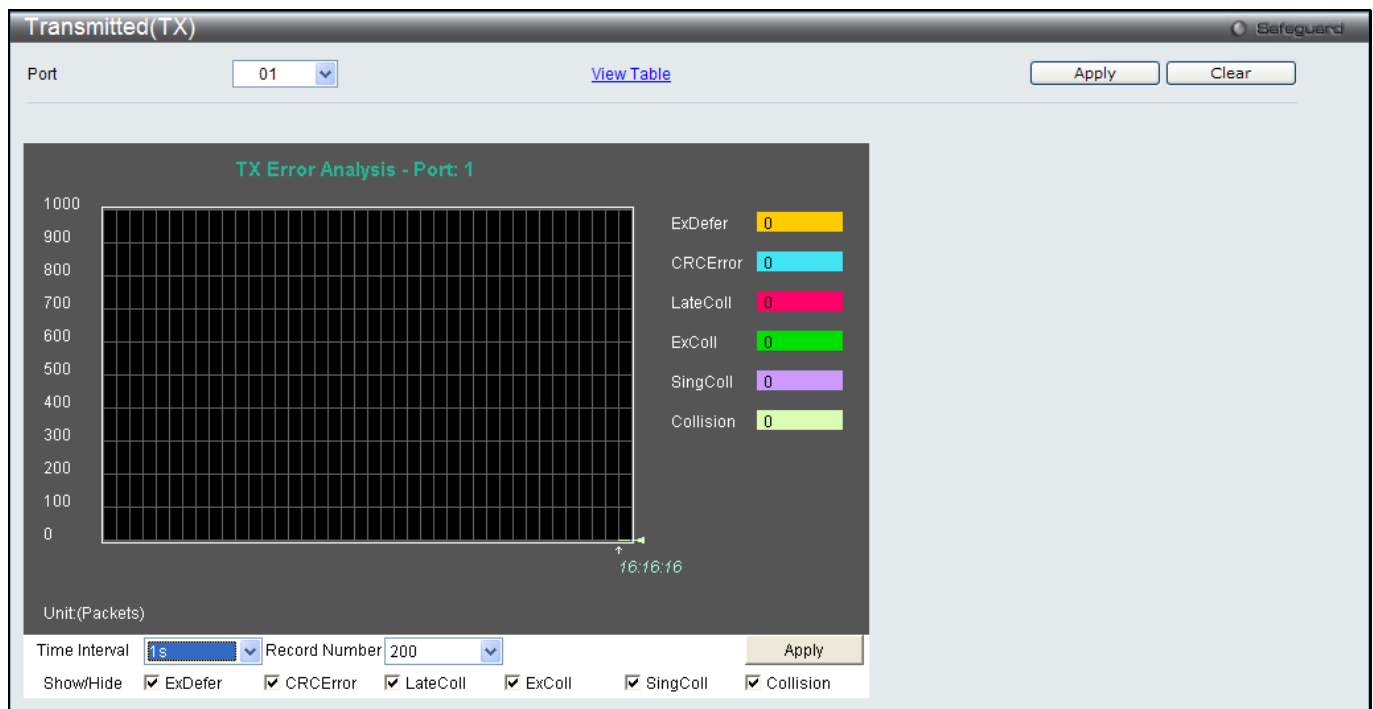 Transmitted(TX)
Safeguard
Port 01 View Table Apply Clear
TX Error Analysis - Port: 1
1000
900
800
700
600
500
400
300
200
100
0
ExDefer 0
CRCError 0
LateColl 0
ExColl 0
SingColl 0
Collision 0
16:16:16
Unit:(Packets)
Time Interval 1s Record Number 200 Apply
Show/Hide ExDefer CRCError LateColl ExColl SingColl Collision